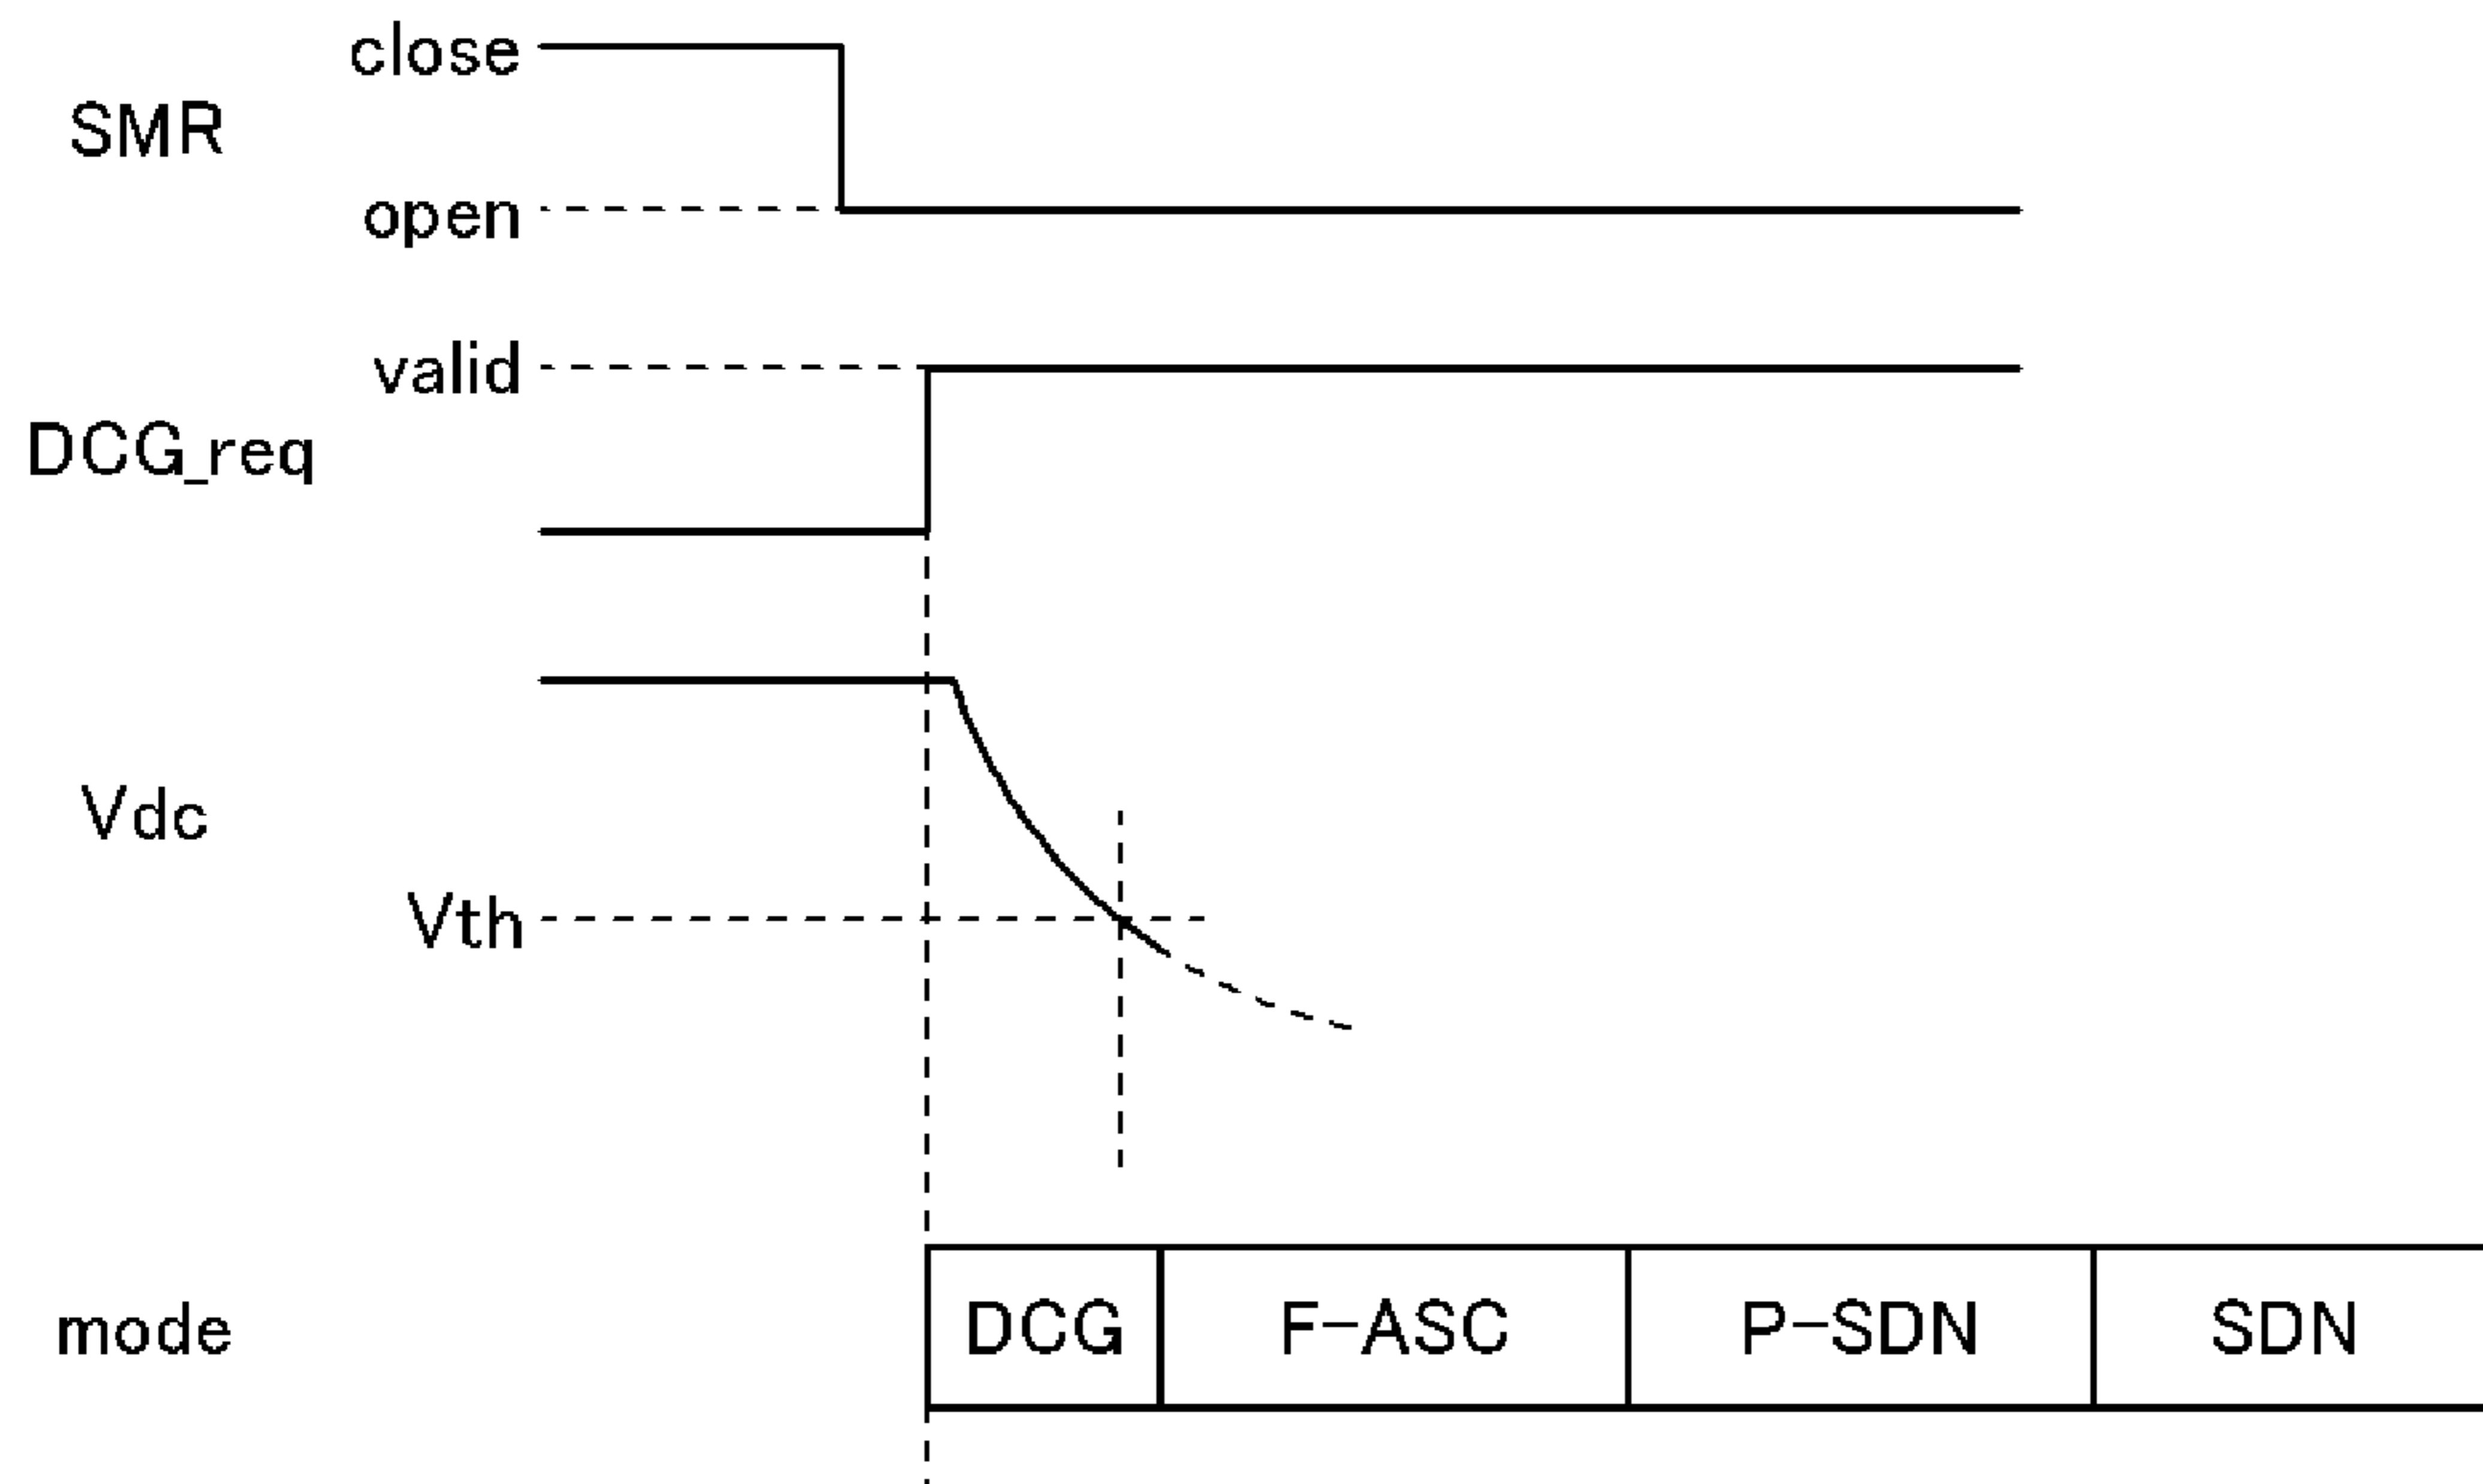 close
SMR
open
valid
DCG_req
Vdc
Vth
mode DCG F-ASC P-SDN SDN